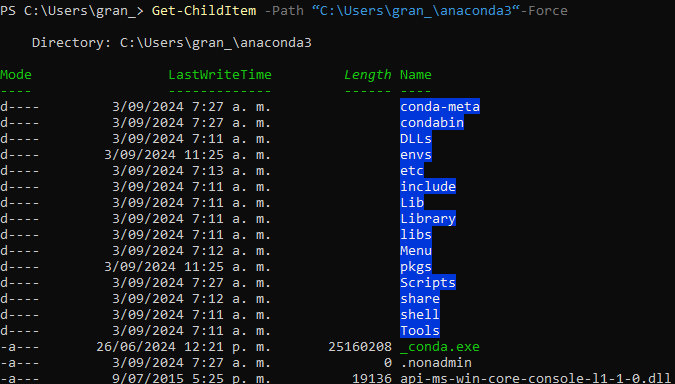 PS C:\Users\gran_> Get-ChildItem -Path “C:\Users\gran_\anaconda3“-Force
Directory: C:\Users\gran_\anaconda3
Mode LastWriteTime Length Name
---- ------------- ------ ----
d---- 3/09/2024 7:27 a. m. conda-meta
d---- 3/09/2024 7:27 a. m. condabin
d---- 3/09/2024 7:11 a. m. DLLs
d---- 3/09/2024 11:25 a. m. envs
d---- 3/09/2024 7:13 a. m. etc
d---- 3/09/2024 7:11 a. m. include
d---- 3/09/2024 7:11 a. m. Lib
d---- 3/09/2024 7:11 a. m. Library
d---- 3/09/2024 7:11 a. m. libs
d---- 3/09/2024 7:12 a. m. Menu
d---- 3/09/2024 11:25 a. m. pkgs
d---- 3/09/2024 7:27 a. m. Scripts
d---- 3/09/2024 7:12 a. m. share
d---- 3/09/2024 7:11 a. m. shell
d---- 3/09/2024 7:11 a. m. Tools
-a--- 26/06/2024 12:21 p. m. 25160208 _conda.exe
-a--- 3/09/2024 7:27 a. m. 0 .nonadmin
-a--- 9/07/2015 5:25 p. m. 19136 api-ms-win-core-console-l1-1-0.dll